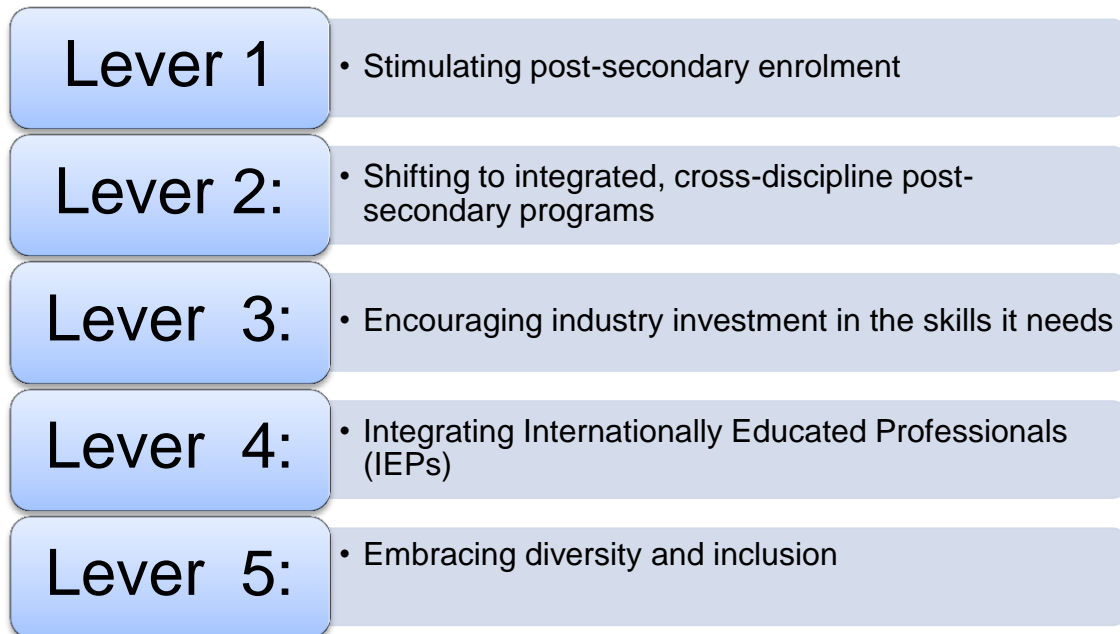 Lever 1
• Stimulating post-secondary enrolment
Lever 2:
• Shifting to integrated, cross-discipline post-
secondary programs
Lever 3:
• Encouraging industry investment in the skills it needs
Lever 4:
• Integrating Internationally Educated Professionals
(IEPs)
Lever 5:
• Embracing diversity and inclusion